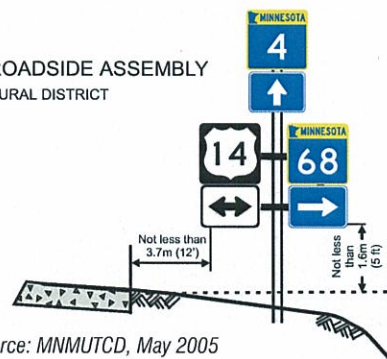 MINNESOTA
4
ROADSIDE ASSEMBLY
RURAL DISTRICT
14
MINNESOTA
68
Not less than
3.7m (12')
Not less
than
1.6m
(5 ft)
rce: MNMUTCD, May 2005